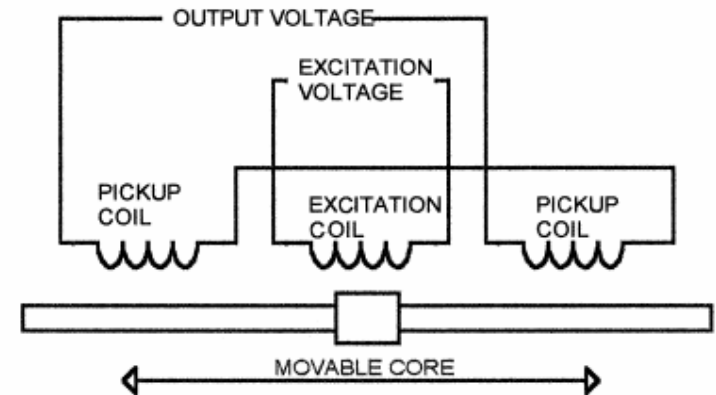 OUTPUT VOLTAGE
EXCITATION
VOLTAGE
PICKUP
COIL
EXCITATION
COIL
PICKUP
COIL
MOVABLE CORE